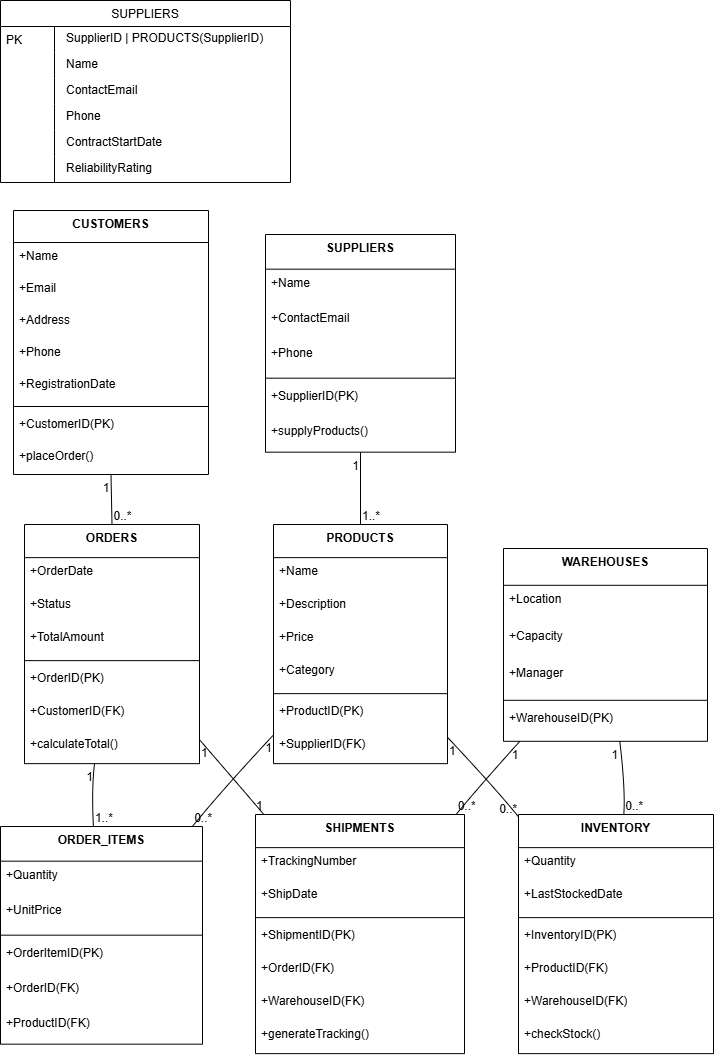 SUPPLIERS
PK
SupplierID | PRODUCTS(SupplierID)
Name
ContactEmail
Phone
ContractStartDate
ReliabilityRating
CUSTOMERS
+Name
+Email
+Address
+Phone
+RegistrationDate
+CustomerID(PK)
+placeOrder()
SUPPLIERS
+Name
+ContactEmail
+Phone
+SupplierID(PK)
+supplyProducts()
1
0..*
1
1..*
ORDERS
+OrderDate
+Status
+TotalAmount
+OrderID(PK)
+CustomerID(FK)
+calculateTotal()
PRODUCTS
+Name
+Description
+Price
+Category
+ProductID(PK)
+SupplierID(FK)
WAREHOUSES
+Location
+Capacity
+Manager
+WarehouseID(PK)
1
1
1
1
1
1
1..*
0..*
1
0..*
0..*
0..*
ORDER_ITEMS
+Quantity
+UnitPrice
+OrderItemID(PK)
+OrderID(FK)
+ProductID(FK)
SHIPMENTS
+TrackingNumber
+ShipDate
+ShipmentID(PK)
+OrderID(FK)
+WarehouseID(FK)
+generateTracking()
INVENTORY
+Quantity
+LastStockedDate
+InventoryID(PK)
+ProductID(FK)
+WarehouseID(FK)
+checkStock()